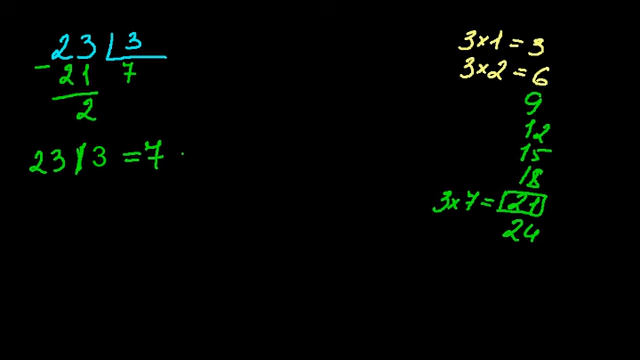 23 3
- 21 7
2
23 / 3 = 7
3×1 = 3
3×2 = 6
9
12
15
18
3×7 = 21
24